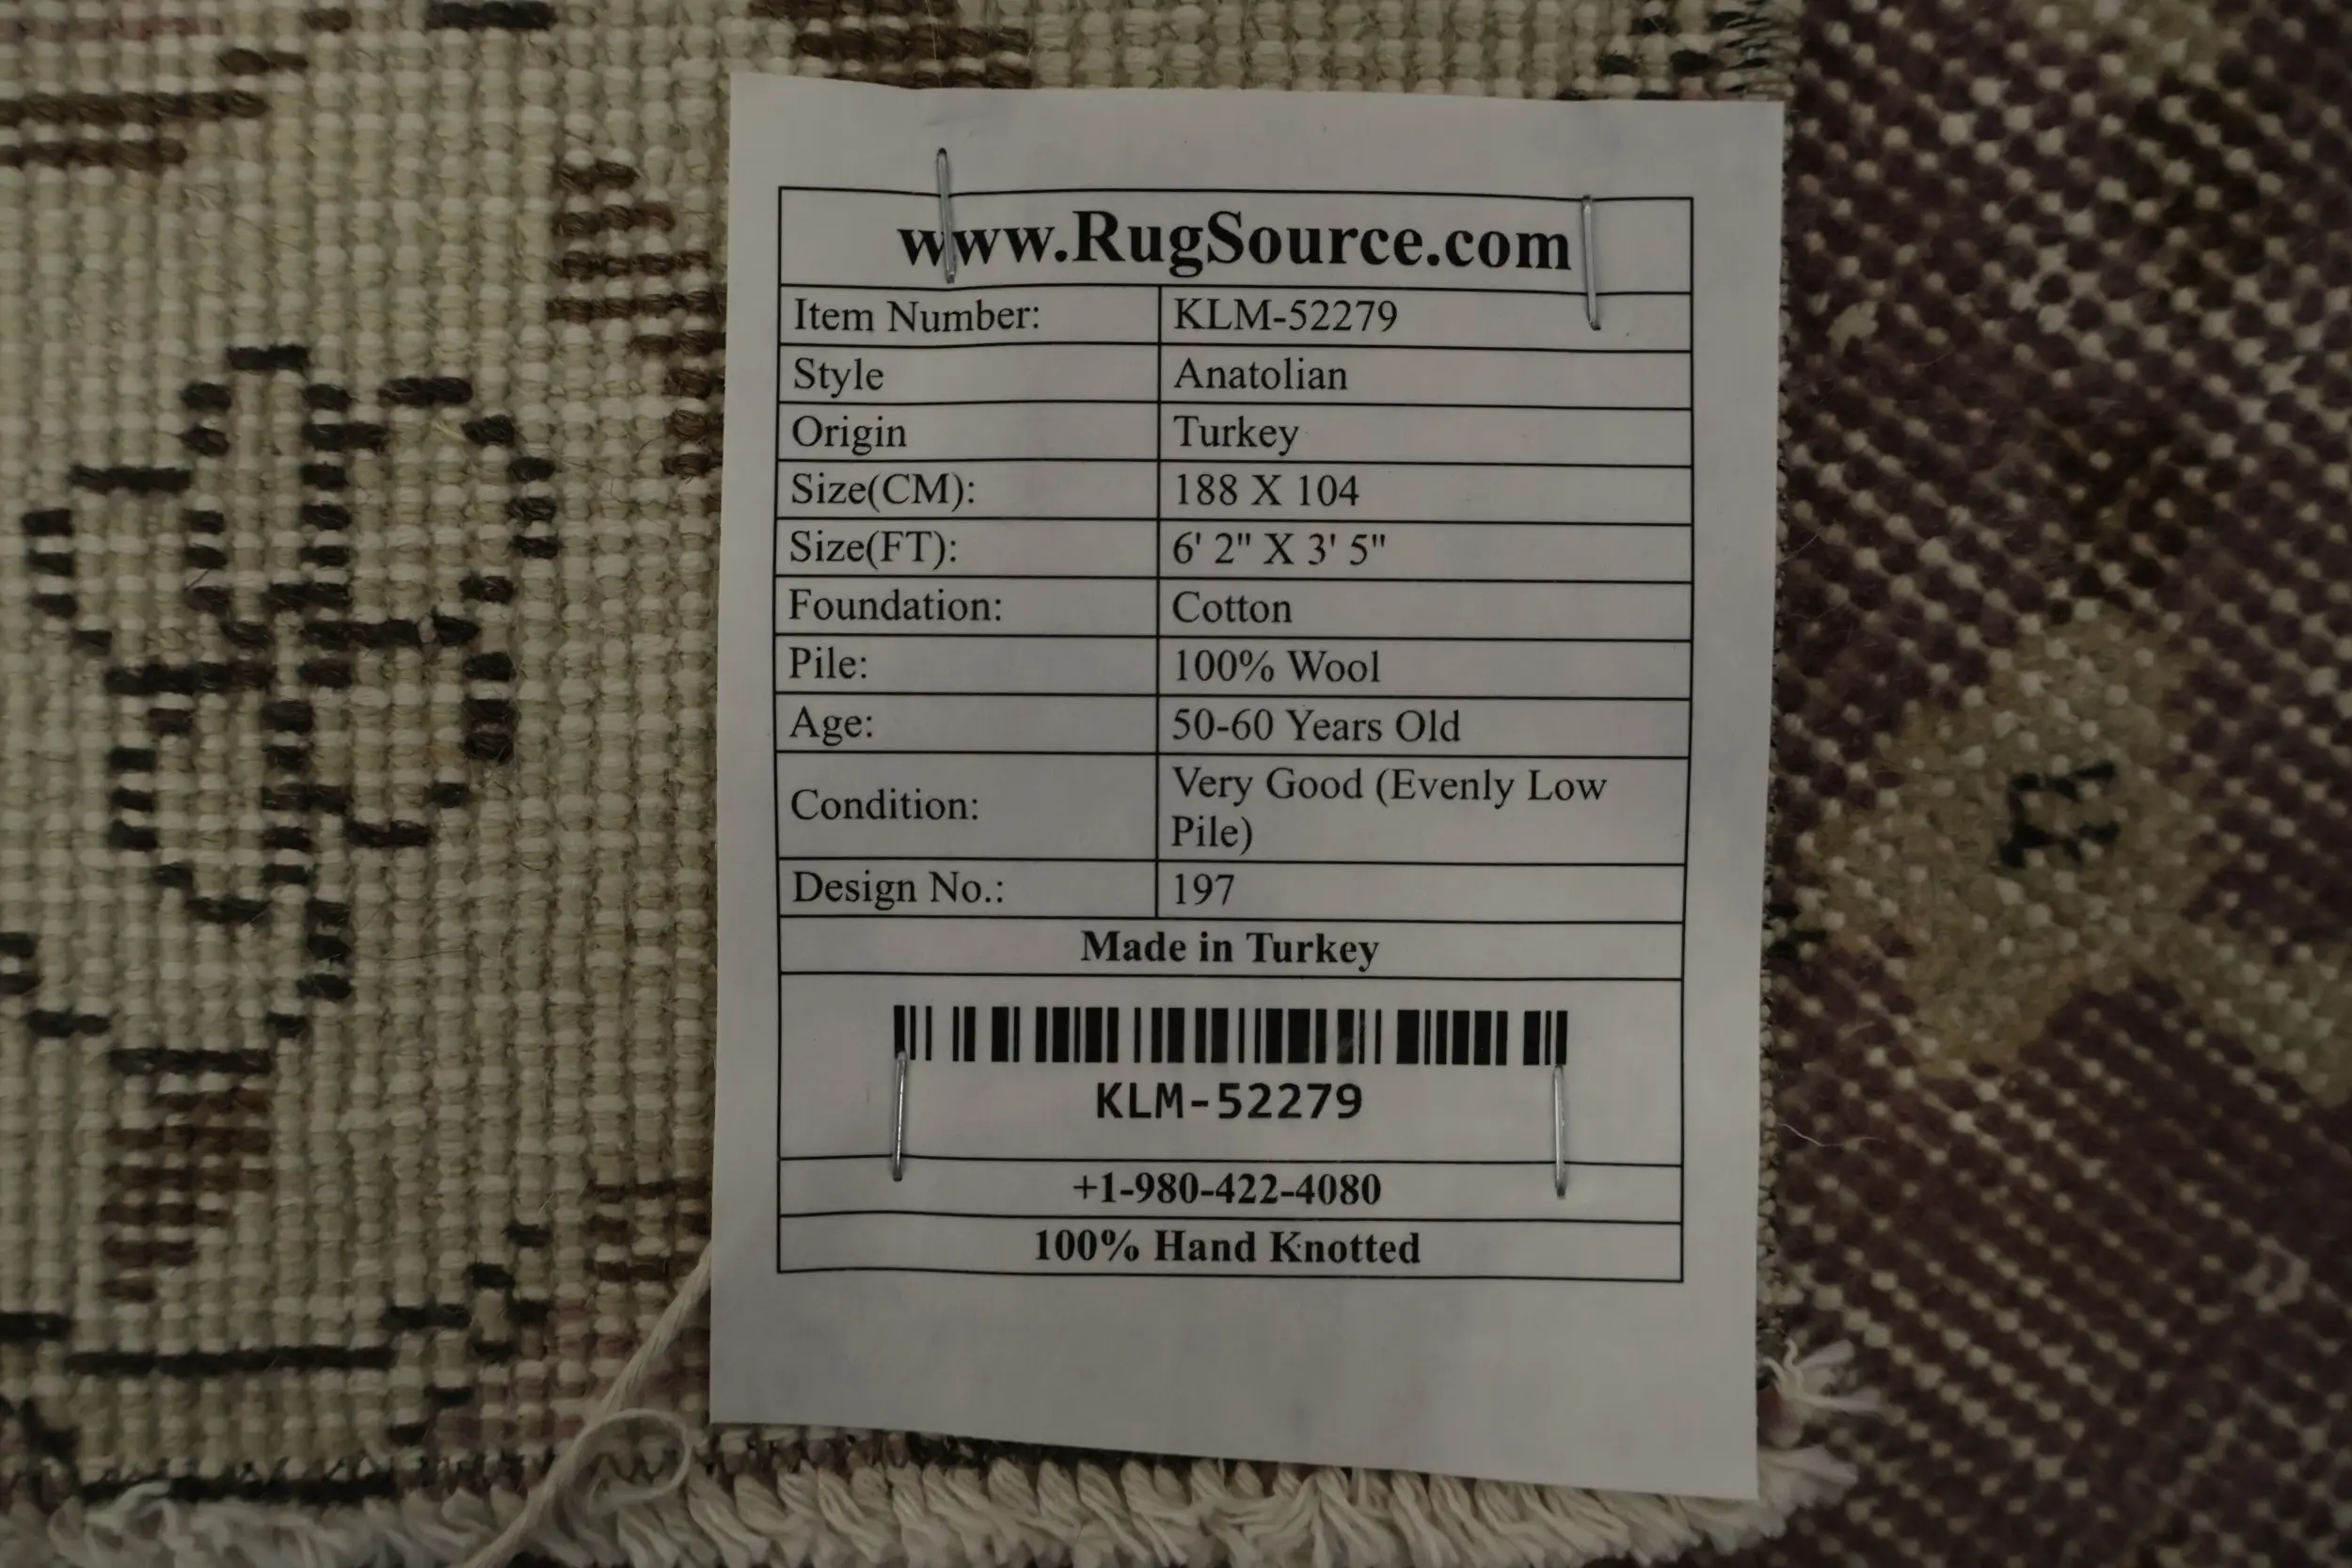 www.RugSource.com
Item Number: KLM-52279
Style Anatolian
Origin Turkey
Size(CM): 188 X 104
Size(FT): 6' 2" X 3' 5"
Foundation: Cotton
Pile: 100% Wool
Age: 50-60 Years Old
Condition: Very Good (Evenly Low
Pile)
Design No.: 197
Made in Turkey
KLM-52279
+1-980-422-4080
100% Hand Knotted